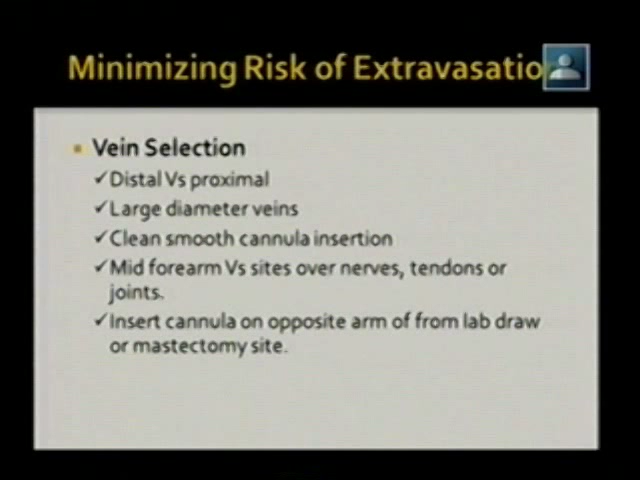 Minimizing Risk of Extravasatio
Vein Selection
✓Distal Vs proximal
✓Large diameter veins
✓Clean smooth cannula insertion
✓Mid forearm Vs sites over nerves, tendons or
joints.
✓Insert cannula on opposite arm of from lab draw
or mastectomy site.